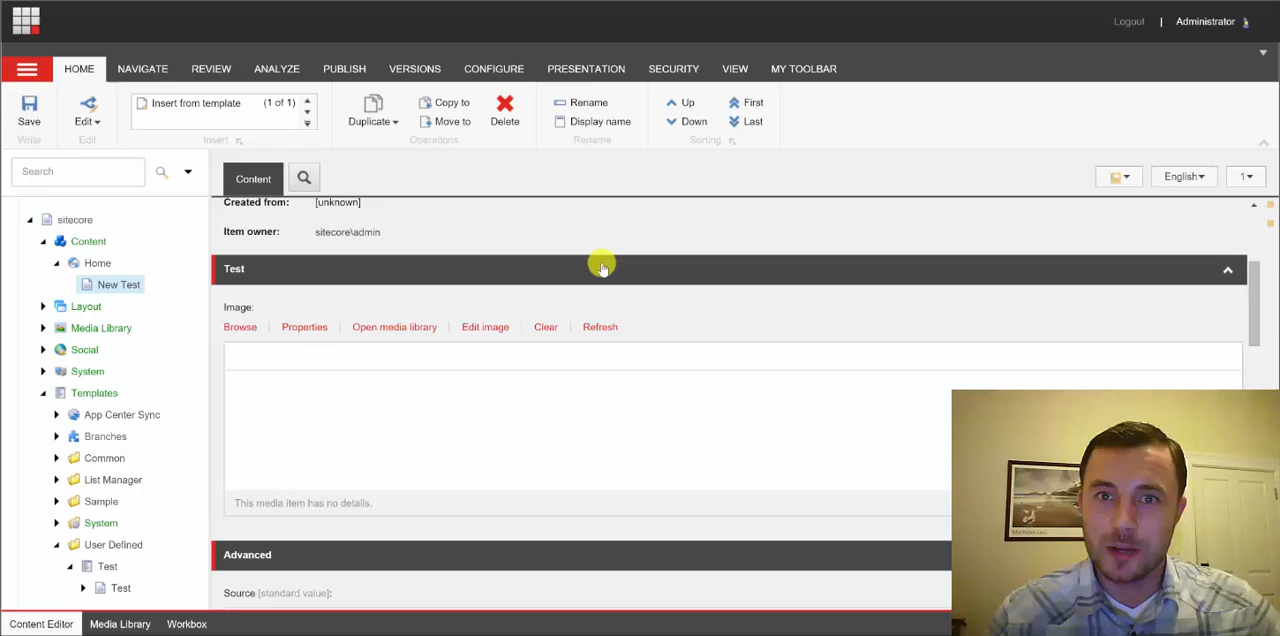 Logout | Administrator
HOME NAVIGATE REVIEW ANALYZE PUBLISH VERSIONS CONFIGURE PRESENTATION SECURITY VIEW MY TOOLBAR
Insert from template (1 of 1) Copy to Rename Up First
Save Edit Duplicate Move to Delete Display name Down Last
Write Edit Insert Operations Rename Sorting
Search
Content English 1
Created from: [unknown]
Item owner: sitecore\admin
Test
Image:
Browse | Properties | Open media library | Edit image | Clear | Refresh
This media item has no details.
Advanced
Source [standard value]:
sitecore
Content
Home
New Test
Layout
Media Library
Social
System
Templates
App Center Sync
Branches
Common
List Manager
Sample
System
User Defined
Test
Test
Content Editor Media Library Workbox